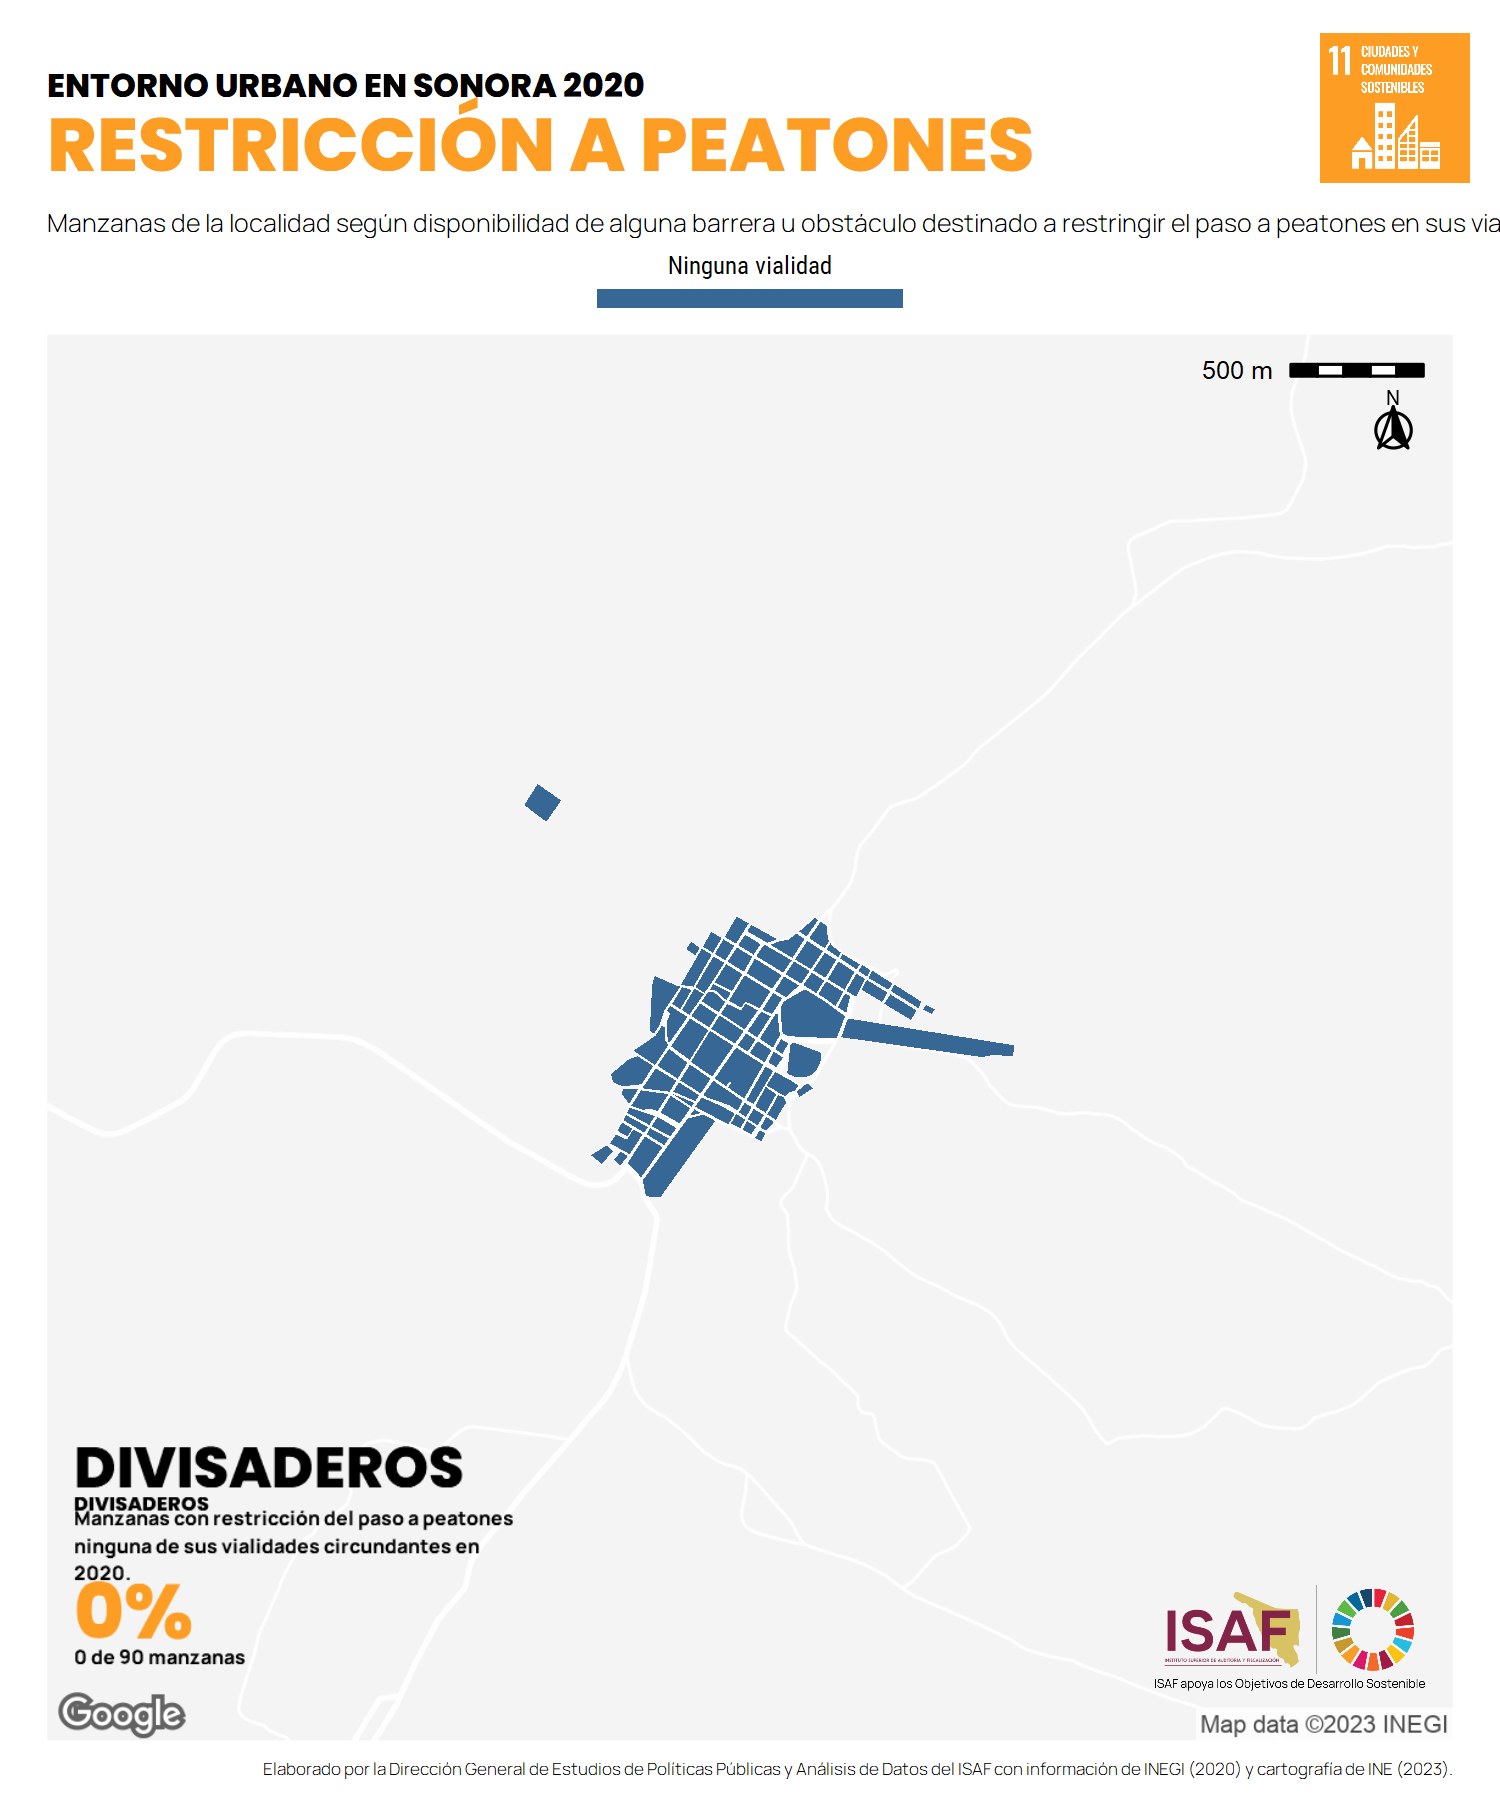 ENTORNO URBANO EN SONORA 2020
RESTRICCIÓN A PEATONES
11 CIUDADES Y
COMUNIDADES
SOSTENIBLES
Manzanas de la localidad según disponibilidad de alguna barrera u obstáculo destinado a restringir el paso a peatones en sus via
Ninguna vialidad
500 m
N
DIVISADEROS
DIVISADEROS
Manzanas con restricción del paso a peatones
ninguna de sus vialidades circundantes en
2020.
0%
0 de 90 manzanas
Google
ISAF
INSTITUTO SUPERIOR DE AUDITORÍA Y FISCALIZACIÓN
ISAF apoya los Objetivos de Desarrollo Sostenible
Map data ©2023 INEGI
Elaborado por la Dirección General de Estudios de Políticas Públicas y Análisis de Datos del ISAF con información de INEGI (2020) y cartografía de INE (2023).